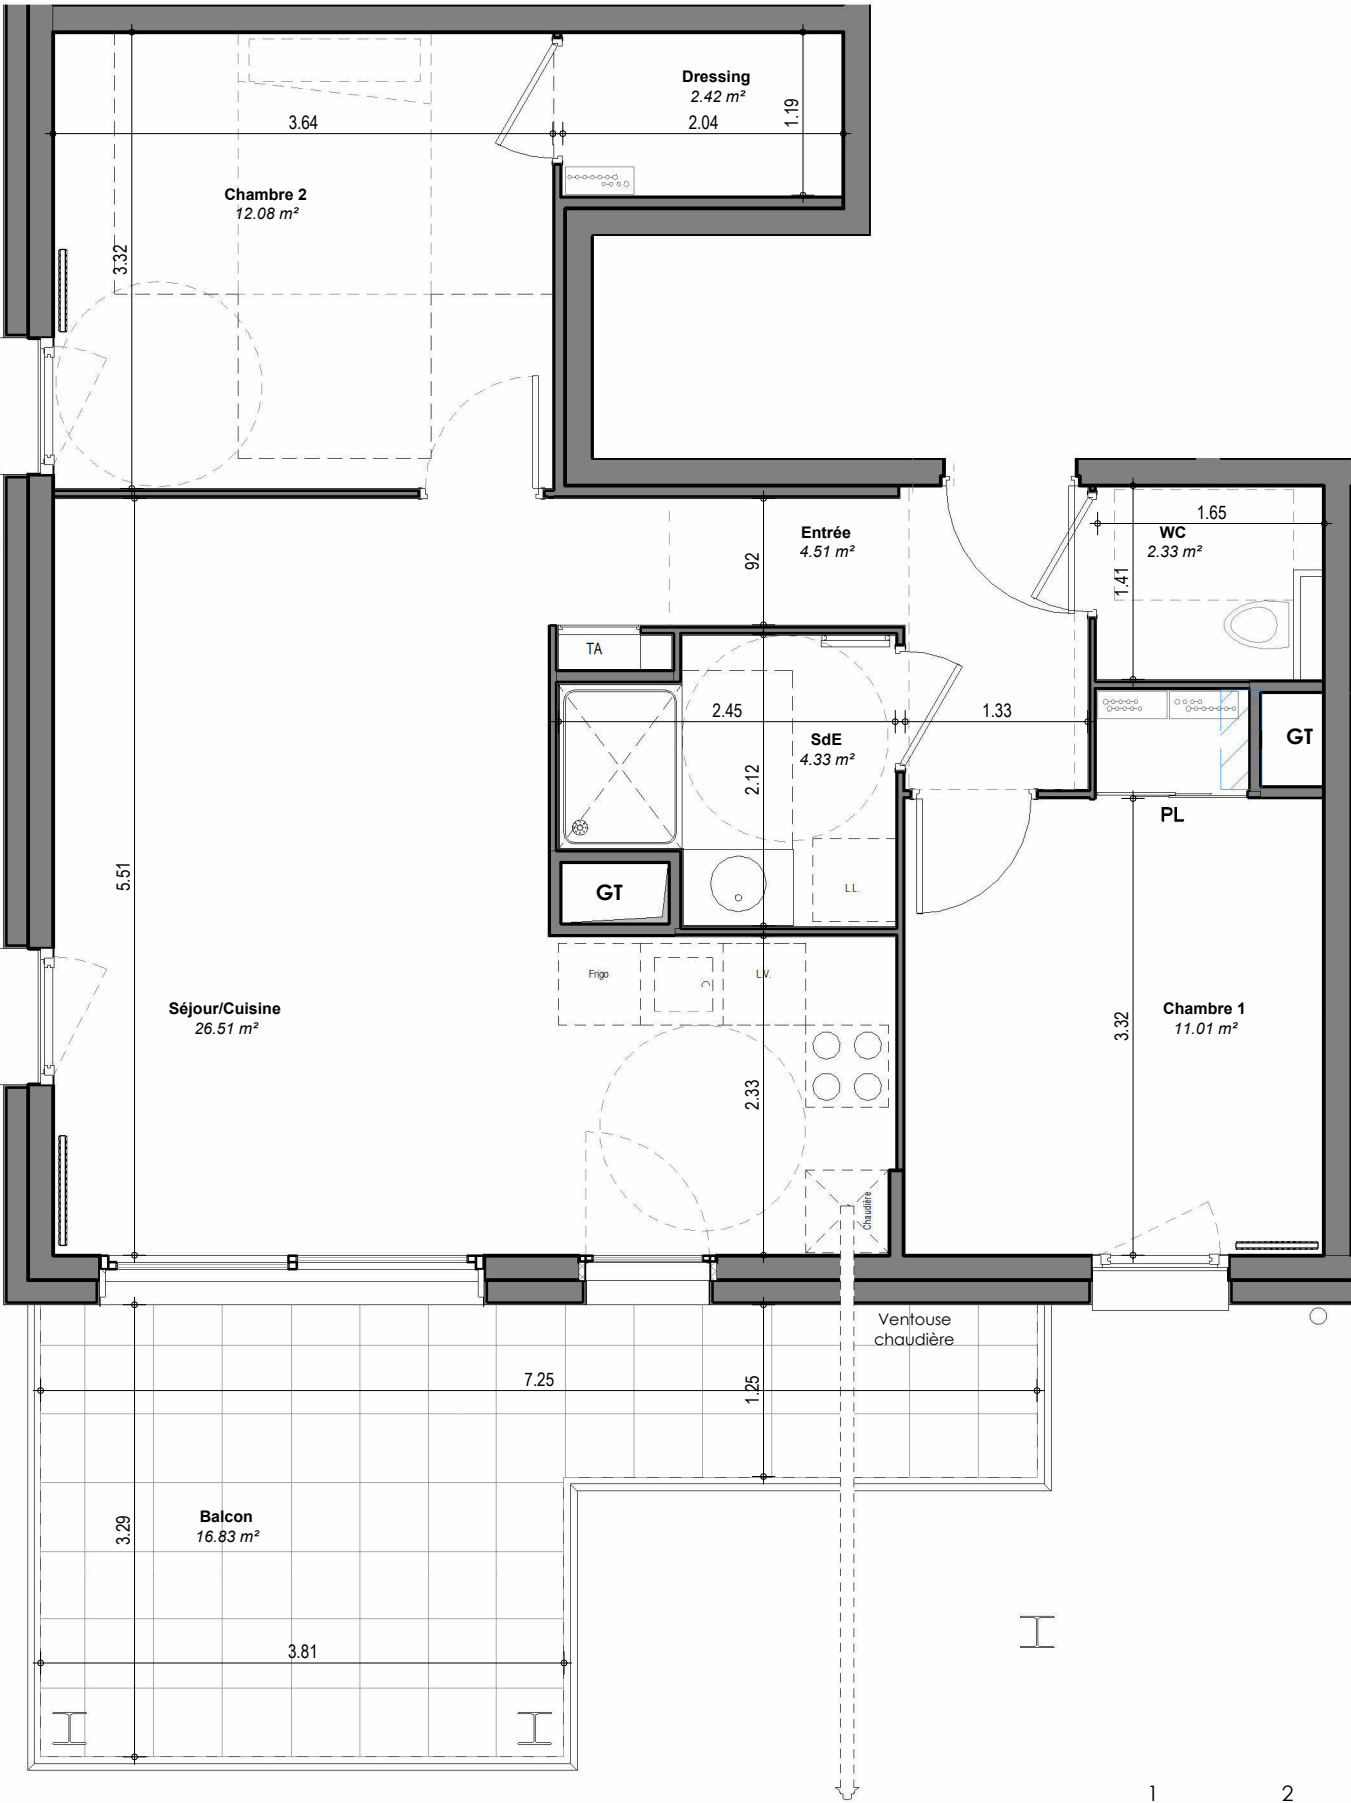 Dressing
2.42 m²
1.19
3.64
2.04
Chambre 2
12.08 m²
3.32
1.65
Entrée
4.51 m²
WC
2.33 m²
92
1.41
TA
2.45
1.33
SdE
4.33 m²
GT
2.12
PL
5.51
GT
L.L.
Frigo
L.V.
Séjour/Cuisine
26.51 m²
Chambre 1
11.01 m²
3.32
2.33
Chaudière
Ventouse
chaudière
7.25
1.25
Balcon
16.83 m²
3.29
3.81
1
2